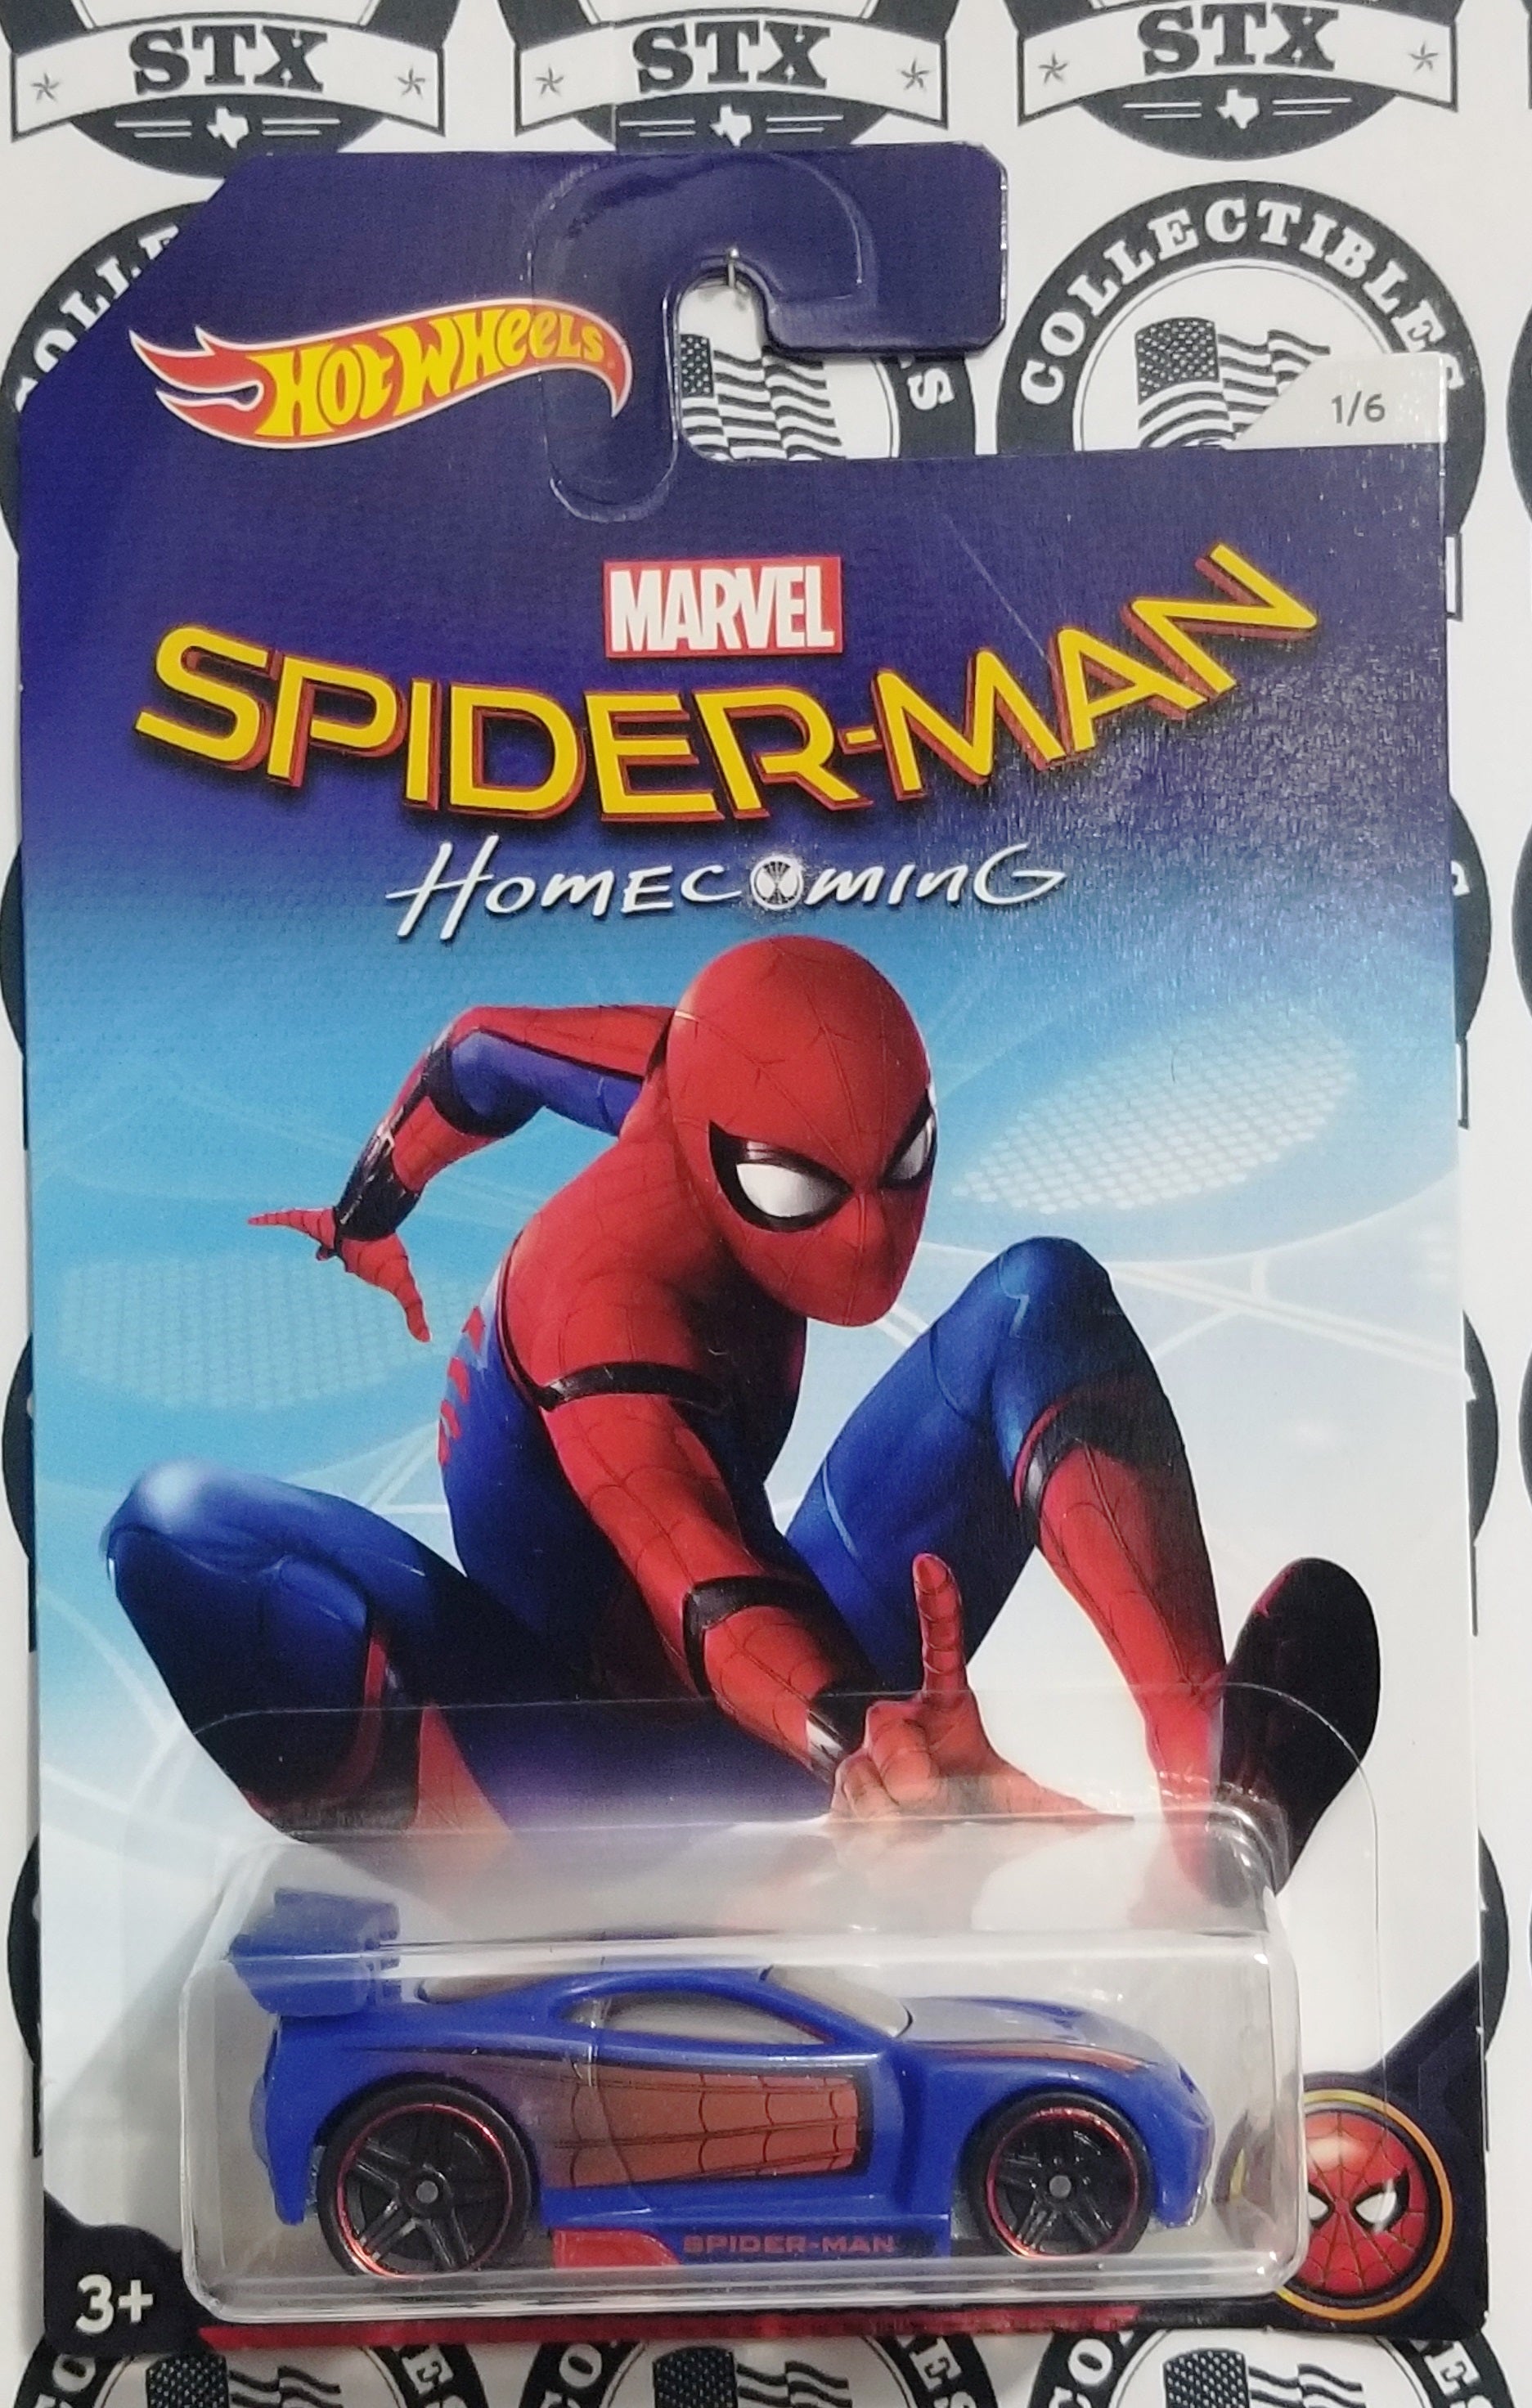 STX
STX
STX
COLLECTIBLES
HOT WHEELS
1/6
MARVEL
SPIDER-MAN
HOMECOMING
SPIDER-MAN
3+